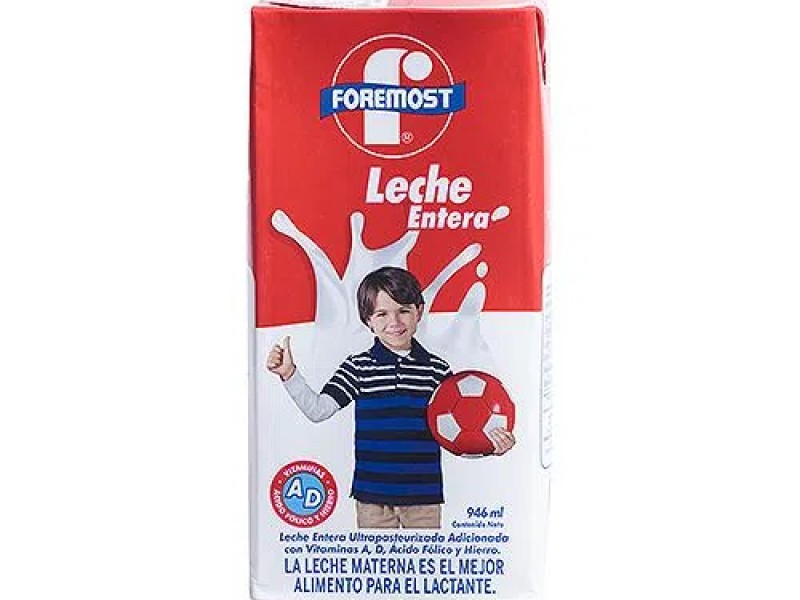 f
FOREMOST
®
Leche
Entera
VITAMINAS
A D
ÁCIDO FÓLICO Y HIERRO
946 ml
Contenido Neto
Leche Entera Ultrapasteurizada Adicionada
con Vitaminas A, D, Ácido Fólico y Hierro.
LA LECHE MATERNA ES EL MEJOR
ALIMENTO PARA EL LACTANTE.